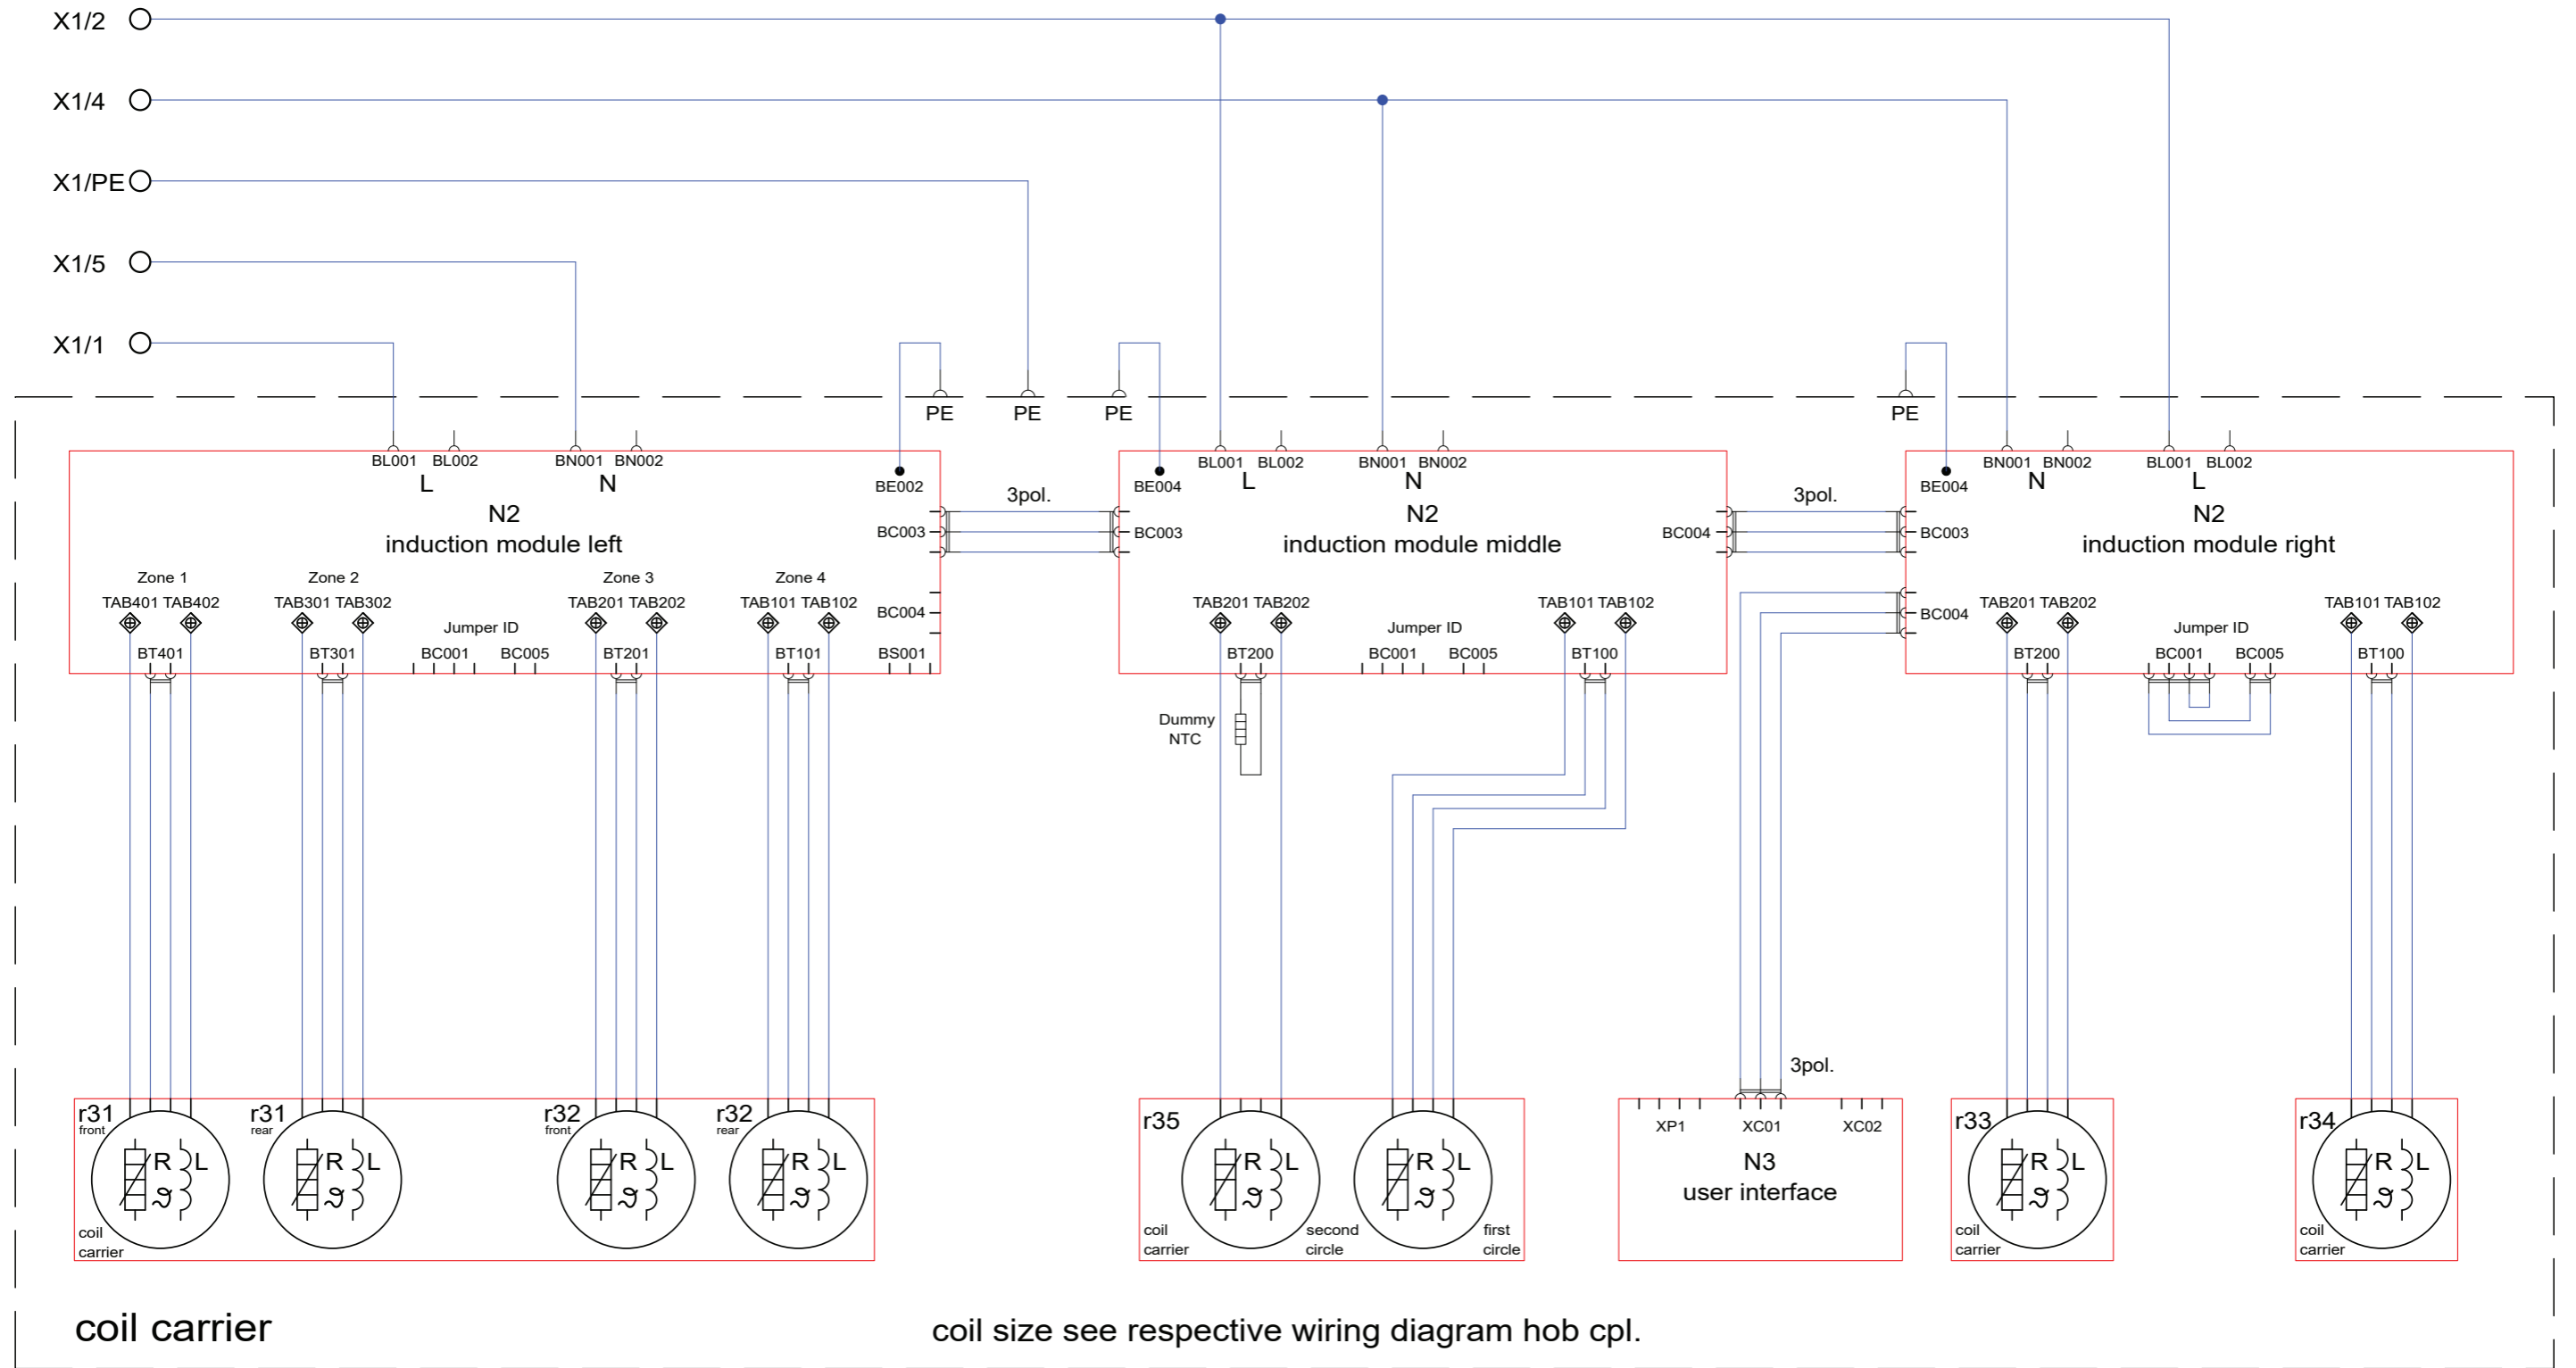 X1/2
X1/4
X1/PE
X1/5
X1/1
PE PE PE PE
BL001 BL002 BN001 BN002
L N
BE002
N2
induction module left
BC003
BC004
Zone 1 Zone 2 Zone 3 Zone 4
TAB401 TAB402 TAB301 TAB302 TAB201 TAB202 TAB101 TAB102
Jumper ID
BT401 BT301 BC001 BC005 BT201 BT101 BS001
3pol.
BL001 BL002 BN001 BN002
BE004 L N
N2
induction module middle
BC003 BC004
TAB201 TAB202 TAB101 TAB102
Jumper ID
BT200 BC001 BC005 BT100
Dummy
NTC
3pol.
BN001 BN002 BL001 BL002
BE004 N L
N2
induction module right
BC003
BC004
TAB201 TAB202 TAB101 TAB102
Jumper ID
BT200 BC001 BC005 BT100
r31
front
R L
ϑ
coil
carrier
r31
rear
R L
ϑ
r32
front
R L
ϑ
r32
rear
R L
ϑ
r35
R L
ϑ
coil
carrier
second
circle
R L
ϑ
first
circle
3pol.
XP1 XC01 XC02
N3
user interface
r33
R L
ϑ
coil
carrier
r34
R L
ϑ
coil
carrier
coil carrier
coil size see respective wiring diagram hob cpl.